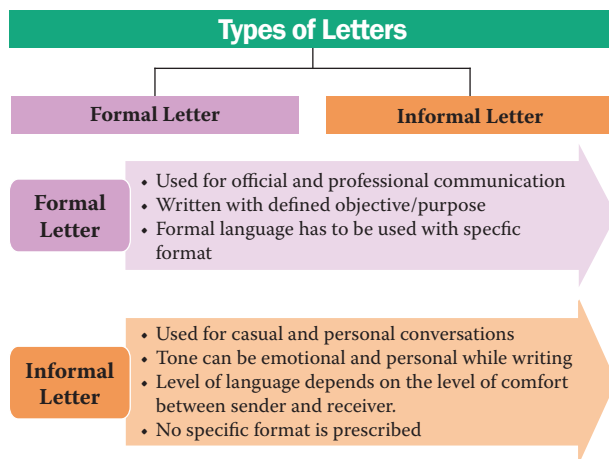 Types of Letters
Formal Letter
Informal Letter
Formal
Letter
• Used for official and professional communication
• Written with defined objective/purpose
• Formal language has to be used with specfic
format
Informal
Letter
• Used for casual and personal conversations
• Tone can be emotional and personal while writing
• Level of language depends on the level of comfort
between sender and receiver.
• No specific format is prescribed